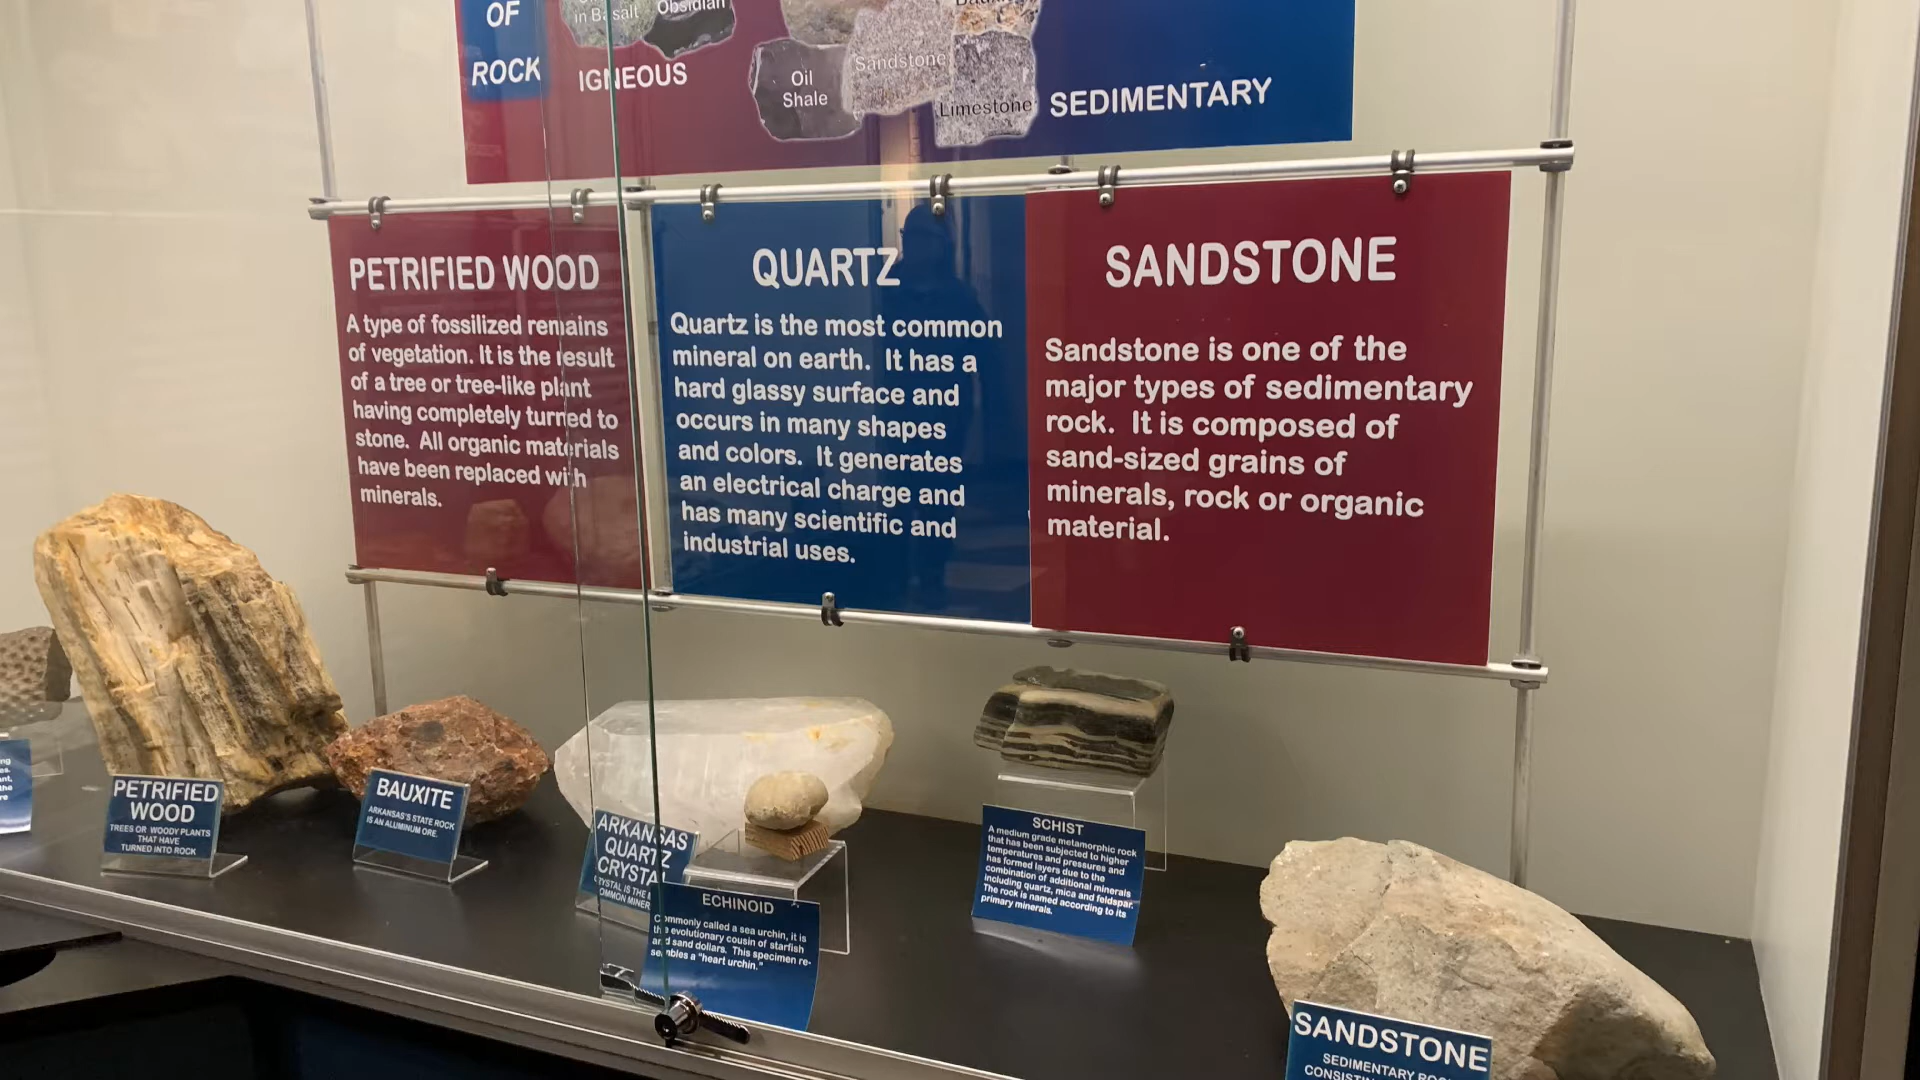 OF
ROCK
in Basalt
Obsidian
IGNEOUS
Oil
Shale
Sandstone
Limestone
SEDIMENTARY
PETRIFIED WOOD
A type of fossilized remains
of vegetation. It is the result
of a tree or tree-like plant
having completely turned to
stone. All organic materials
have been replaced with
minerals.
QUARTZ
Quartz is the most common
mineral on earth. It has a
hard glassy surface and
occurs in many shapes
and colors. It generates
an electrical charge and
has many scientific and
industrial uses.
SANDSTONE
Sandstone is one of the
major types of sedimentary
rock. It is composed of
sand-sized grains of
minerals, rock or organic
material.
PETRIFIED
WOOD
TREES OR WOODY PLANTS
THAT HAVE
TURNED INTO ROCK
BAUXITE
ARKANSAS'S STATE ROCK
IS AN ALUMINUM ORE.
ARKANSAS
QUARTZ
CRYSTAL
IS THE
ECHINOID
Commonly called a sea urchin, it is
the evolutionary cousin of starfish
and sand dollars. This specimen re-
sembles a "heart urchin."
SCHIST
A medium grade metamorphic rock
that has been subjected to higher
temperatures and pressures and
has formed layers due to the
combination of additional minerals
including quartz, mica and feldspar.
The rock is named according to its
primary minerals.
SANDSTONE
SEDIMENTARY